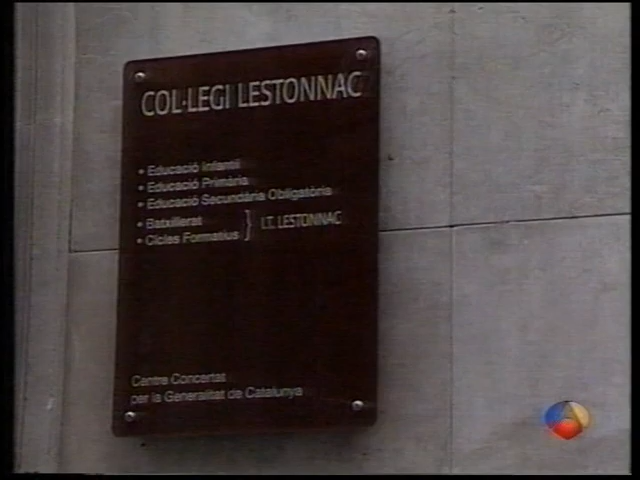 COL·LEGI LESTONNAC
• Educació Infantil
• Educació Primària
• Educació Secundària Obligatòria
• Batxillerat
• Cicles Formatius } I.T. LESTONNAC
Centre Concertat
per la Generalitat de Catalunya